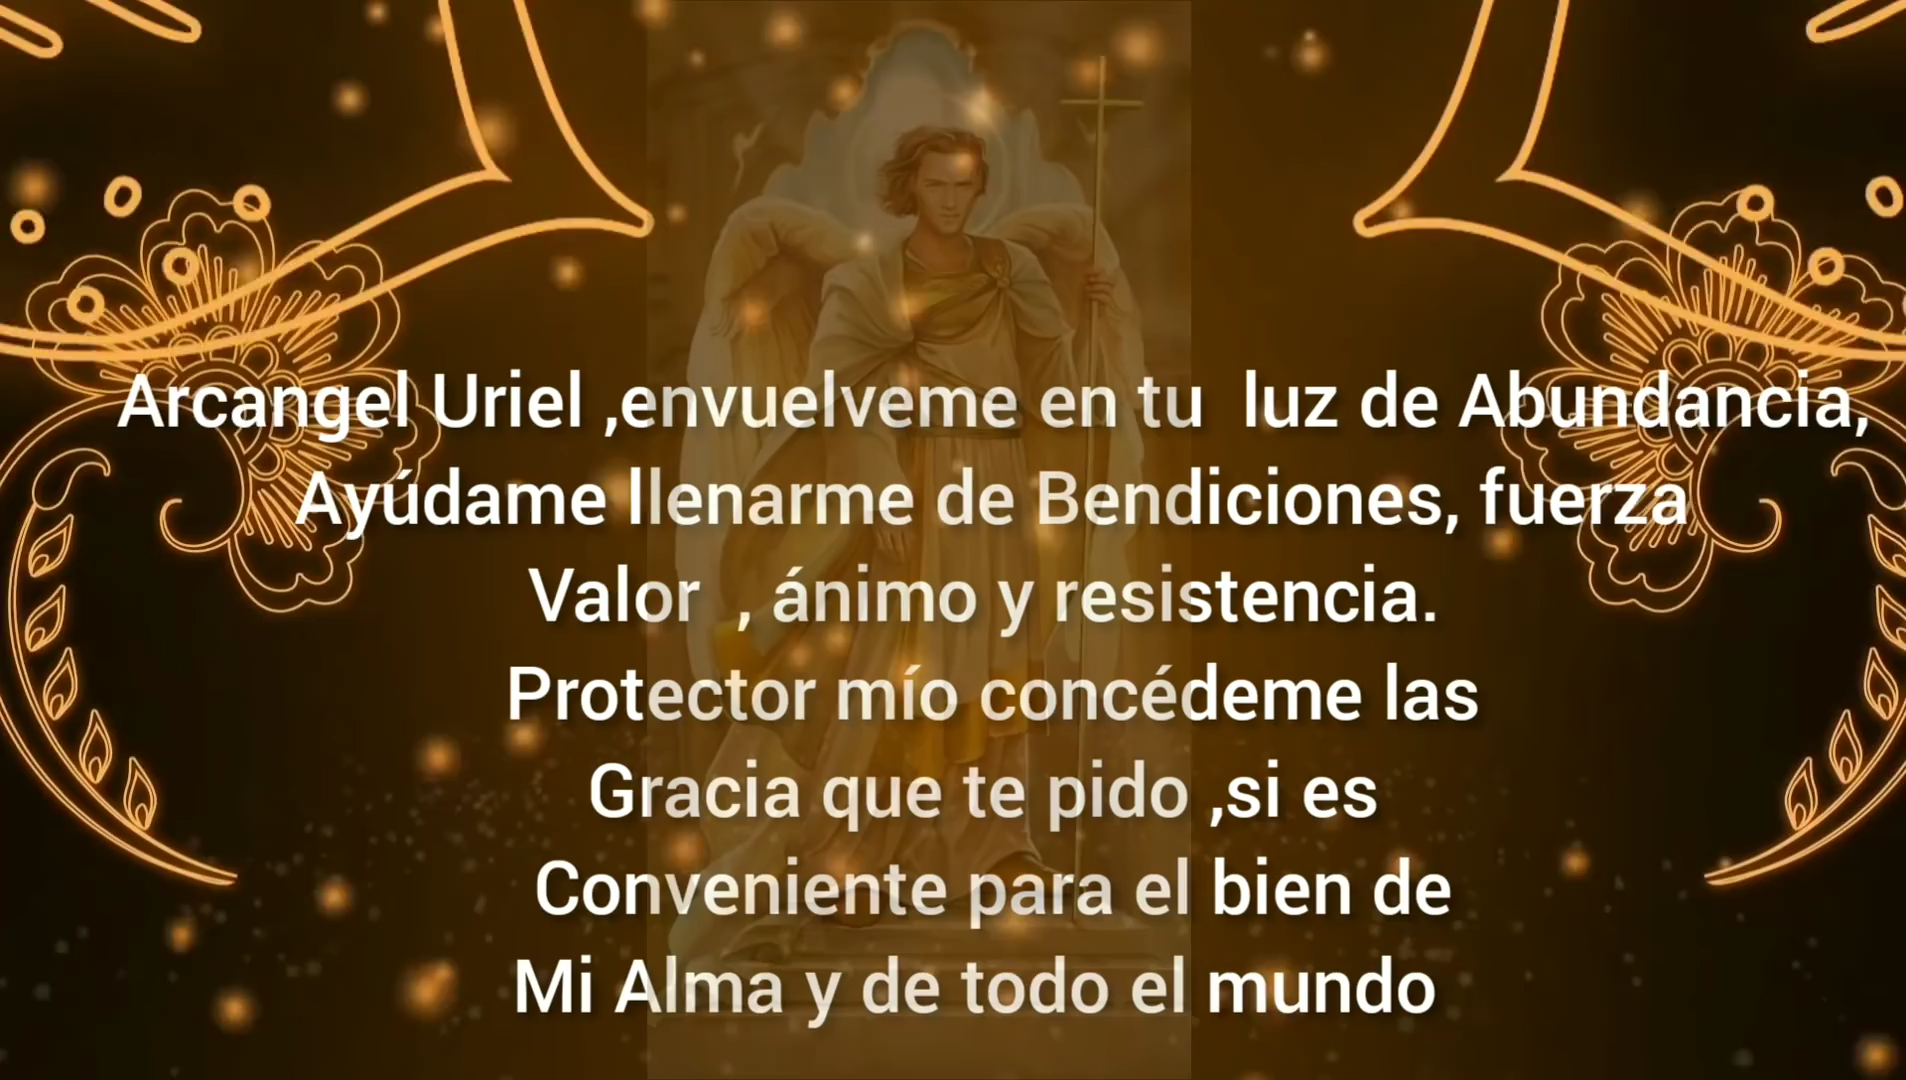 Arcangel Uriel ,envuelveme en tu  luz de Abundancia,
Ayúdame llenarme de Bendiciones, fuerza
Valor  , ánimo y resistencia.
Protector mío concédeme las
Gracia que te pido ,si es
Conveniente para el bien de
Mi Alma y de todo el mundo